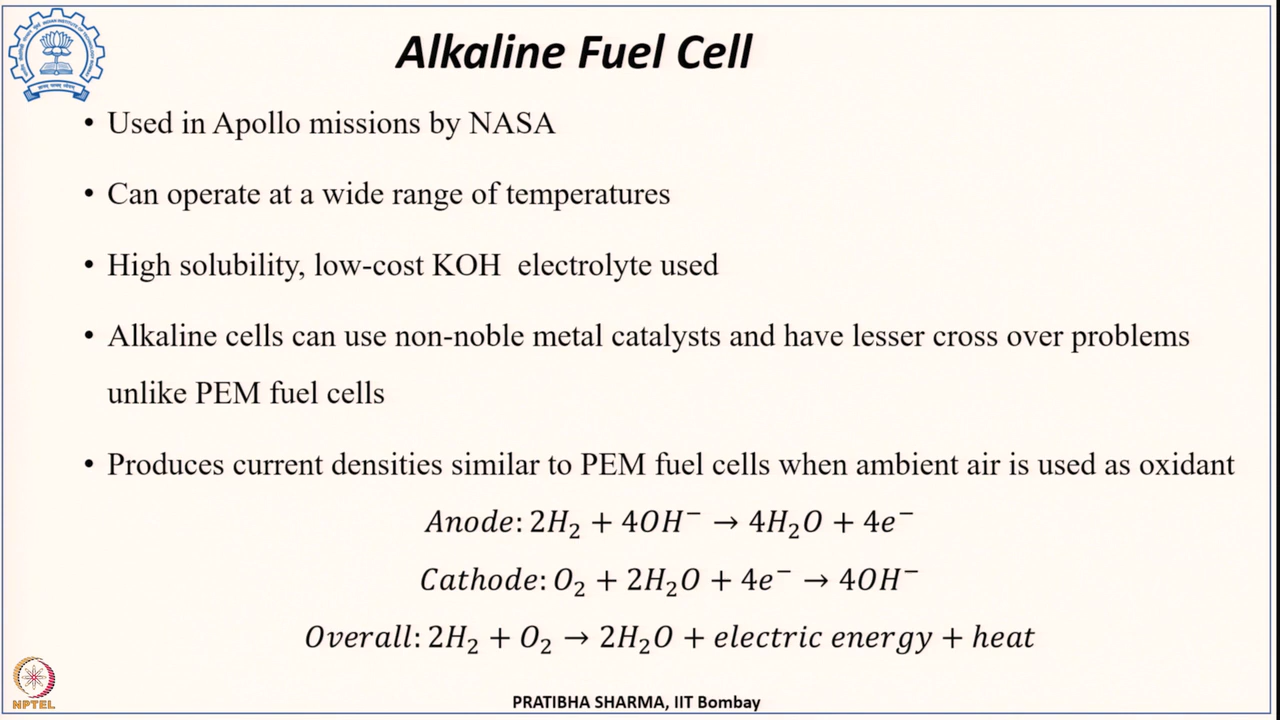 Alkaline Fuel Cell
• Used in Apollo missions by NASA
• Can operate at a wide range of temperatures
• High solubility, low-cost KOH electrolyte used
• Alkaline cells can use non-noble metal catalysts and have lesser cross over problems
unlike PEM fuel cells
• Produces current densities similar to PEM fuel cells when ambient air is used as oxidant
Anode: 2H₂ + 4OH⁻ → 4H₂O + 4e⁻
Cathode: O₂ + 2H₂O + 4e⁻ → 4OH⁻
Overall: 2H₂ + O₂ → 2H₂O + electric energy + heat
NPTEL
PRATIBHA SHARMA, IIT Bombay